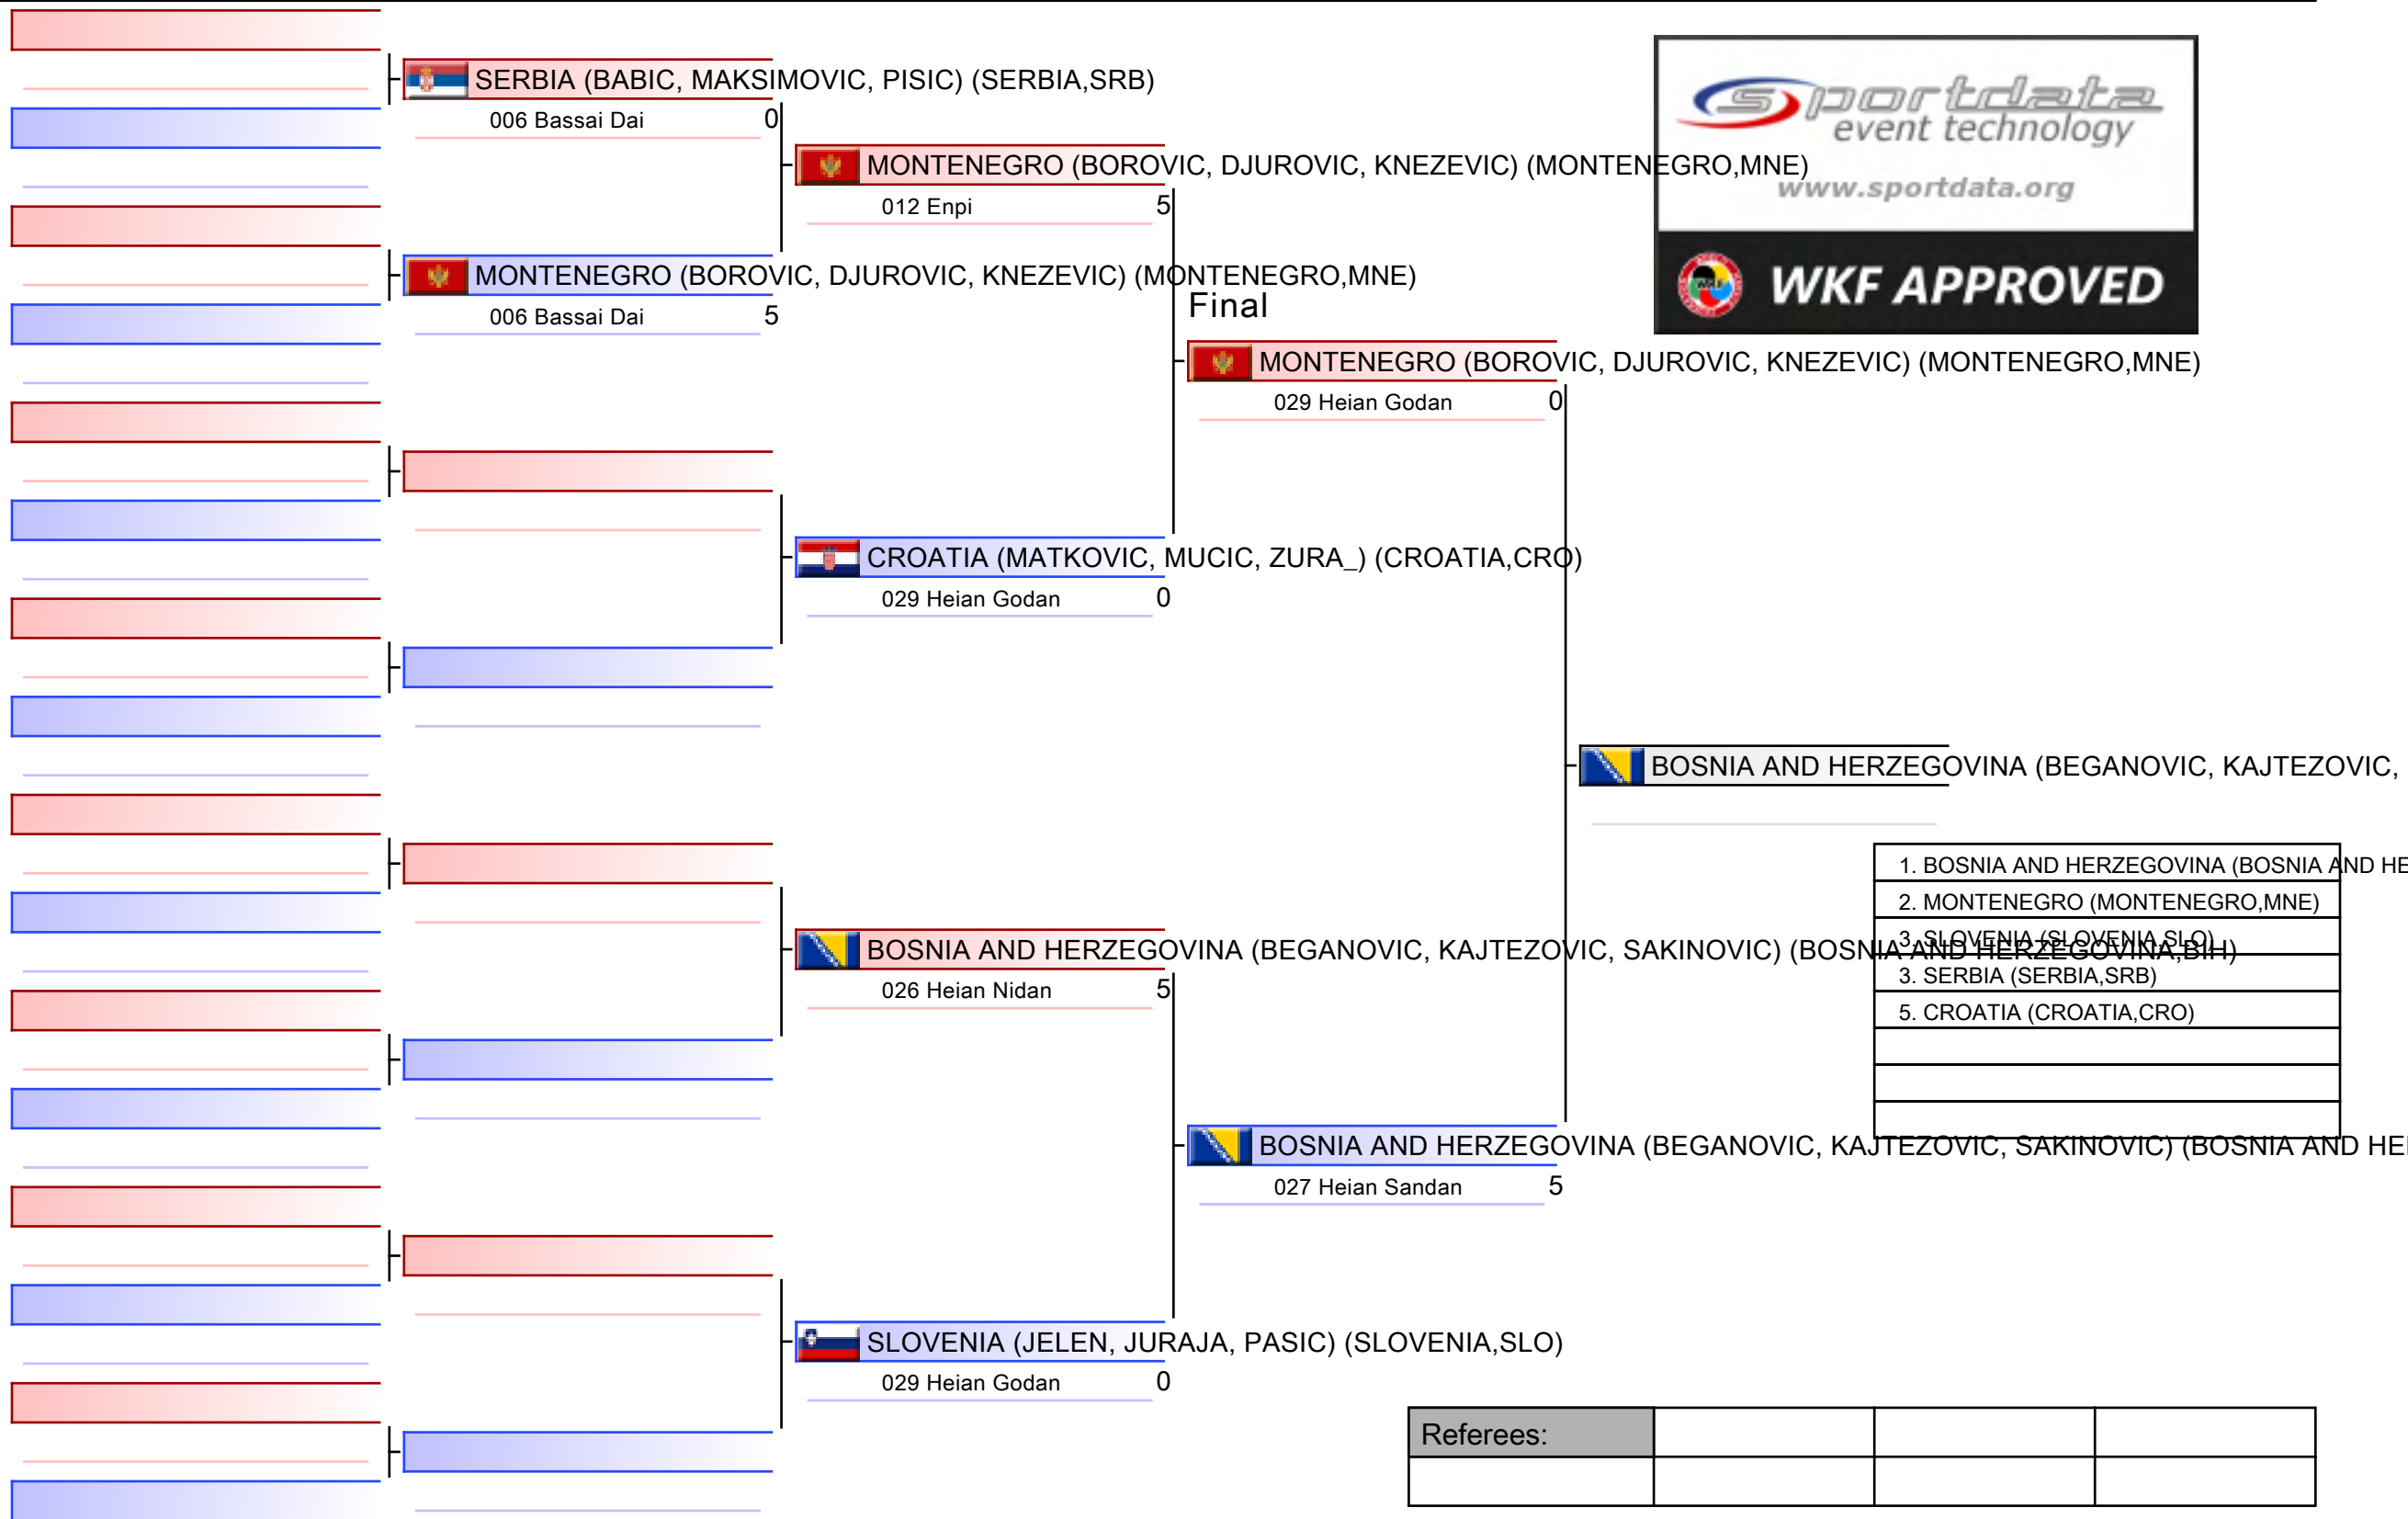 sportdata
event technology
www.sportdata.org
WKF APPROVED
SERBIA (BABIC, MAKSIMOVIC, PISIC) (SERBIA,SRB)
006 Bassai Dai 0
MONTENEGRO (BOROVIC, DJUROVIC, KNEZEVIC) (MONTENEGRO,MNE)
012 Enpi 5
MONTENEGRO (BOROVIC, DJUROVIC, KNEZEVIC) (MONTENEGRO,MNE)
006 Bassai Dai 5
Final
MONTENEGRO (BOROVIC, DJUROVIC, KNEZEVIC) (MONTENEGRO,MNE)
029 Heian Godan 0
CROATIA (MATKOVIC, MUCIC, ZURA_) (CROATIA,CRO)
029 Heian Godan 0
BOSNIA AND HERZEGOVINA (BEGANOVIC, KAJTEZOVIC,
1. BOSNIA AND HERZEGOVINA (BOSNIA AND HE
2. MONTENEGRO (MONTENEGRO,MNE)
3. SLOVENIA (SLOVENIA,SLO)
BOSNIA AND HERZEGOVINA (BEGANOVIC, KAJTEZOVIC, SAKINOVIC) (BOSNIA AND HERZEGOVINA,BIH)
3. SERBIA (SERBIA,SRB)
026 Heian Nidan 5
5. CROATIA (CROATIA,CRO)
BOSNIA AND HERZEGOVINA (BEGANOVIC, KAJTEZOVIC, SAKINOVIC) (BOSNIA AND HE
027 Heian Sandan 5
SLOVENIA (JELEN, JURAJA, PASIC) (SLOVENIA,SLO)
029 Heian Godan 0
Referees: